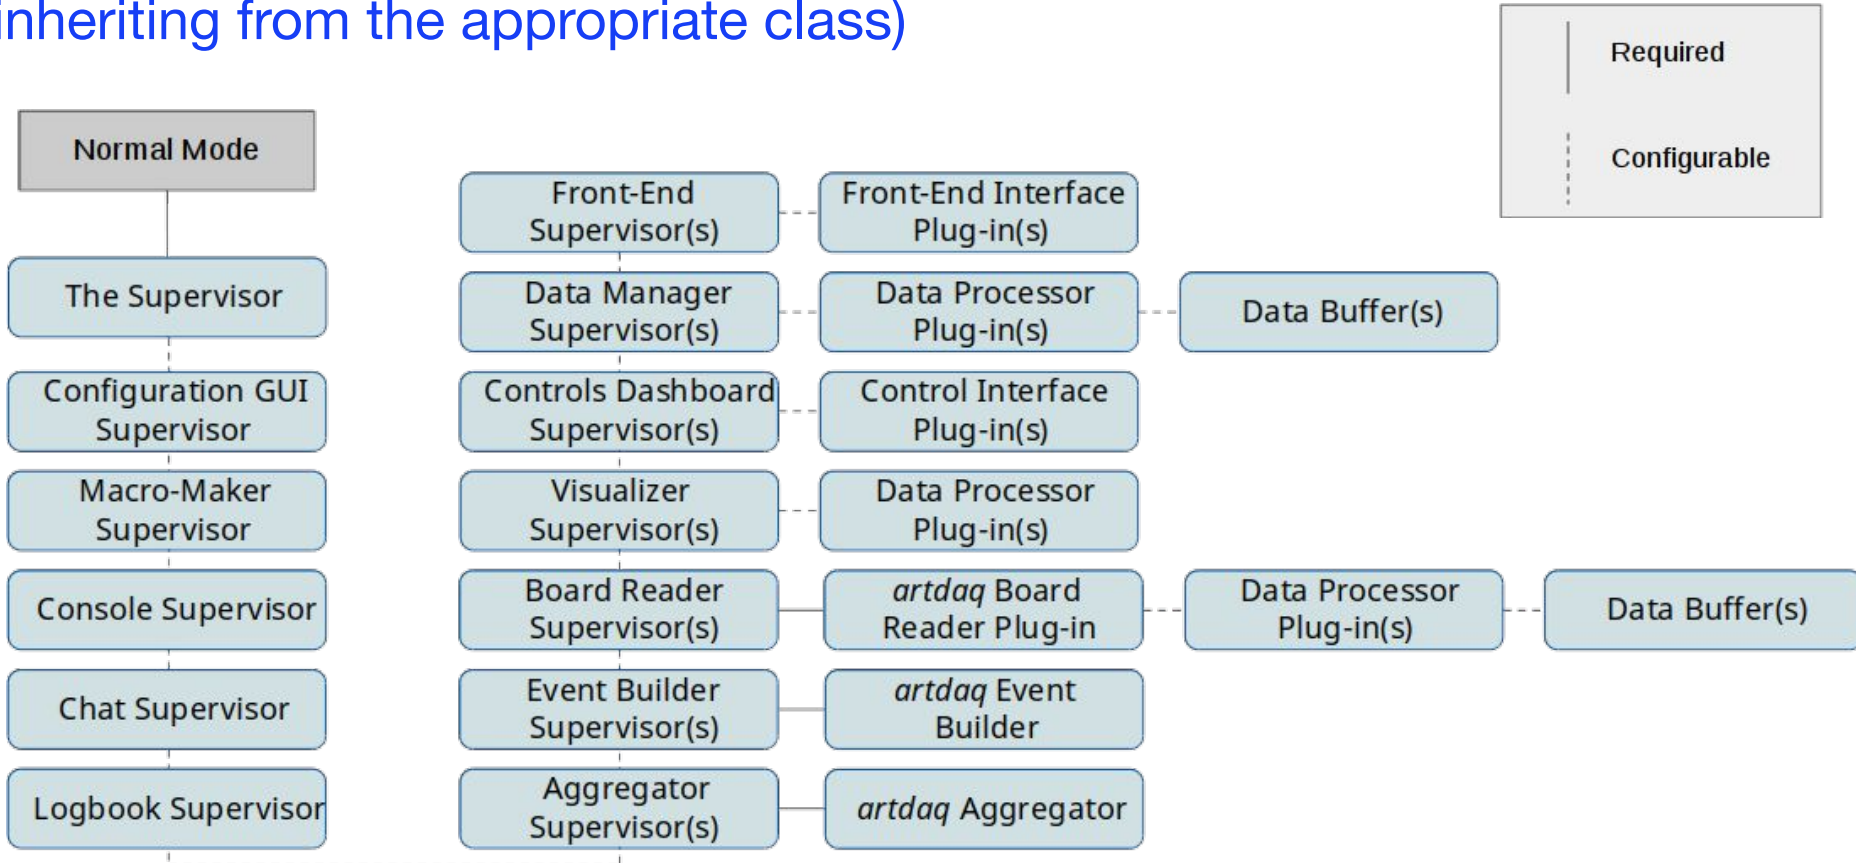 inheriting from the appropriate class)
Required
Configurable
Normal Mode
The Supervisor
Configuration GUI
Supervisor
Macro-Maker
Supervisor
Console Supervisor
Chat Supervisor
Logbook Supervisor
Front-End
Supervisor(s)
Front-End Interface
Plug-in(s)
Data Manager
Supervisor(s)
Data Processor
Plug-in(s)
Data Buffer(s)
Controls Dashboard
Supervisor(s)
Control Interface
Plug-in(s)
Visualizer
Supervisor(s)
Data Processor
Plug-in(s)
Board Reader
Supervisor(s)
artdaq Board
Reader Plug-in
Data Processor
Plug-in(s)
Data Buffer(s)
Event Builder
Supervisor(s)
artdaq Event
Builder
Aggregator
Supervisor(s)
artdaq Aggregator